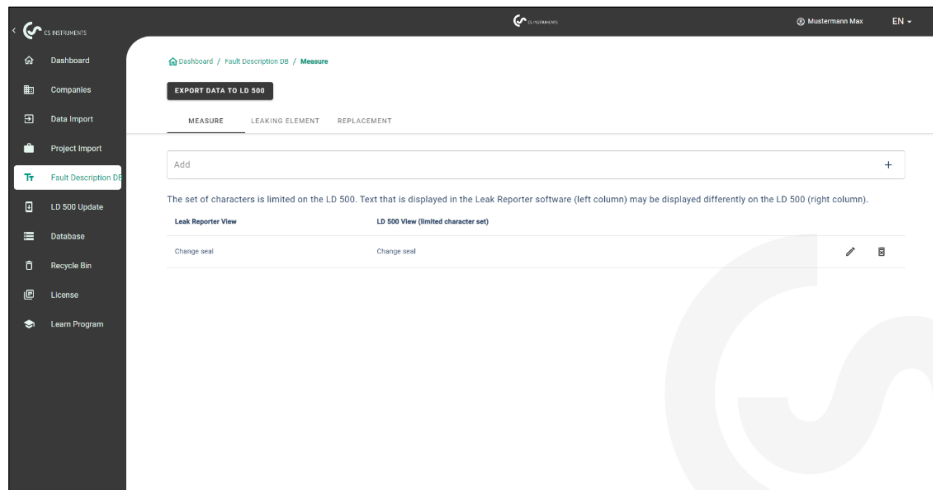 CS INSTRUMENTS
CS INSTRUMENTS
Mustermann Max
EN
Dashboard
Companies
Data Import
Project Import
Fault Description DB
LD 500 Update
Database
Recycle Bin
License
Learn Program
Dashboard / Fault Description DB / Measure
EXPORT DATA TO LD 500
MEASURE LEAKING ELEMENT REPLACEMENT
Add
The set of characters is limited on the LD 500. Text that is displayed in the Leak Reporter software (left column) may be displayed differently on the LD 500 (right column).
Leak Reporter View LD 500 View (limited character set)
Change seal Change seal